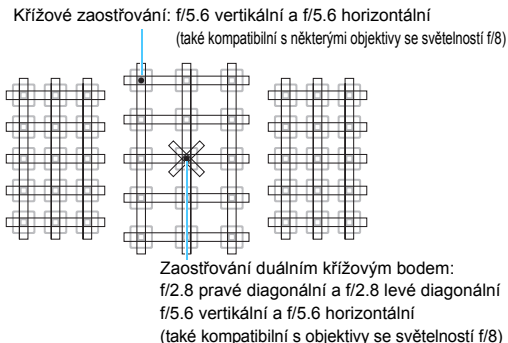 Křížové zaostřování: f/5.6 vertikální a f/5.6 horizontální
(také kompatibilní s některými objektivy se světelností f/8)
Zaostřování duálním křížovým bodem:
f/2.8 pravé diagonální a f/2.8 levé diagonální
f/5.6 vertikální a f/5.6 horizontální
(také kompatibilní s objektivy se světelností f/8)